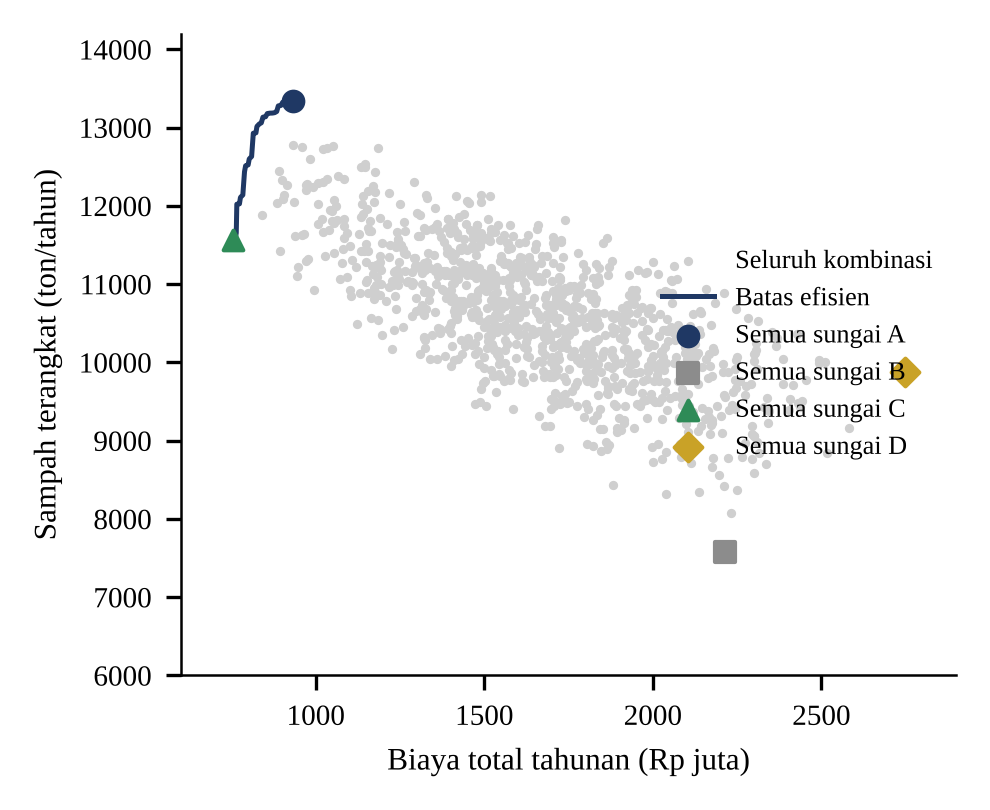 14000
13000
12000
11000
10000
9000
8000
7000
6000
Sampah terangkat (ton/tahun)
Seluruh kombinasi
Batas efisien
Semua sungai A
Semua sungai B
Semua sungai C
Semua sungai D
1000
1500
2000
2500
Biaya total tahunan (Rp juta)